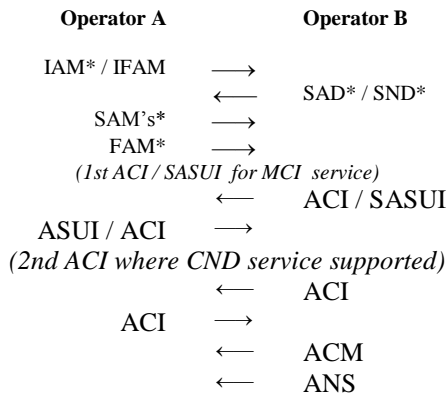 Operator A Operator B
IAM* / IFAM ⟶
⟵ SAD* / SND*
SAM's* ⟶
FAM* ⟶
(1st ACI / SASUI for MCI service)
⟵ ACI / SASUI
ASUI / ACI ⟶
(2nd ACI where CND service supported)
⟵ ACI
ACI ⟶
⟵ ACM
⟵ ANS